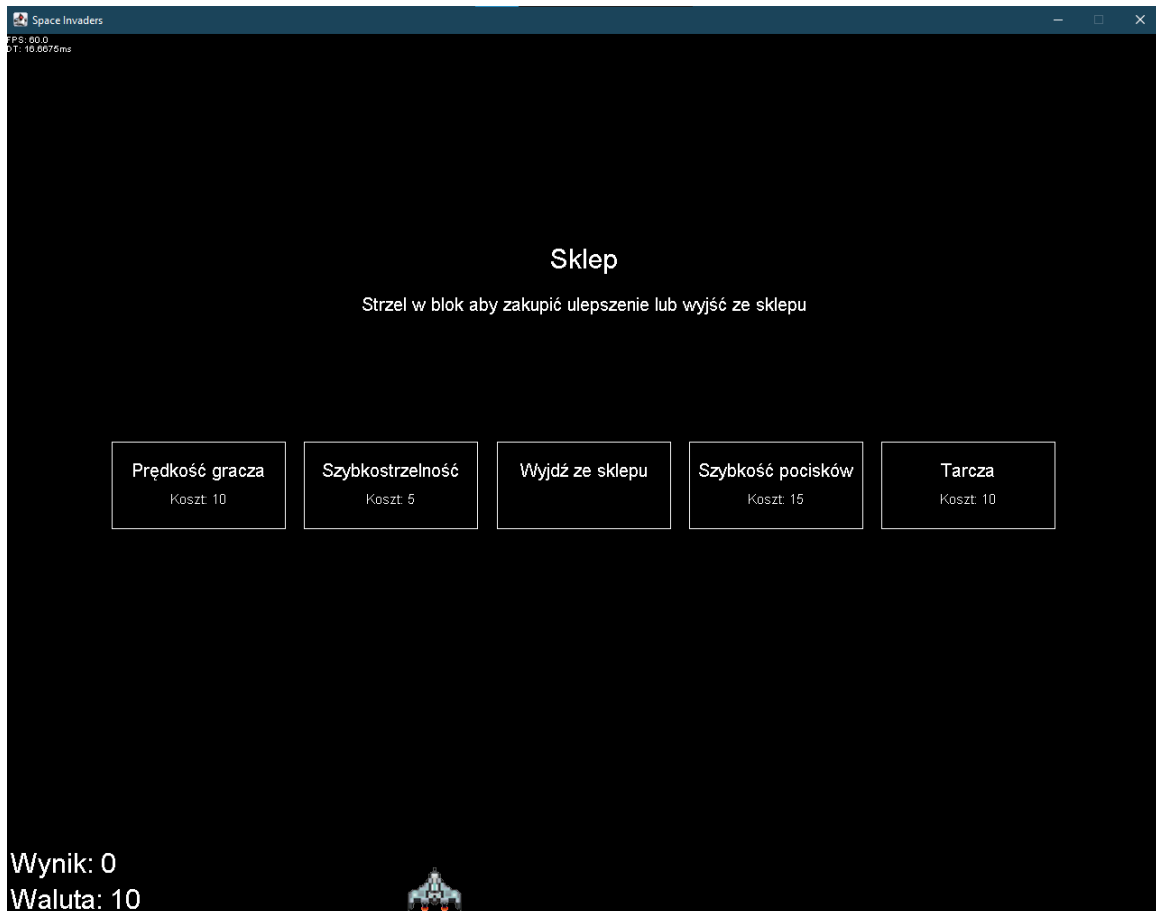 Space Invaders
FPS: 60.0
DT: 16.6675ms
Sklep
Strzel w blok aby zakupić ulepszenie lub wyjść ze sklepu
Prędkość gracza
Koszt: 10
Szybkostrzelność
Koszt: 5
Wyjdź ze sklepu
Szybkość pocisków
Koszt: 15
Tarcza
Koszt: 10
Wynik: 0
Waluta: 10